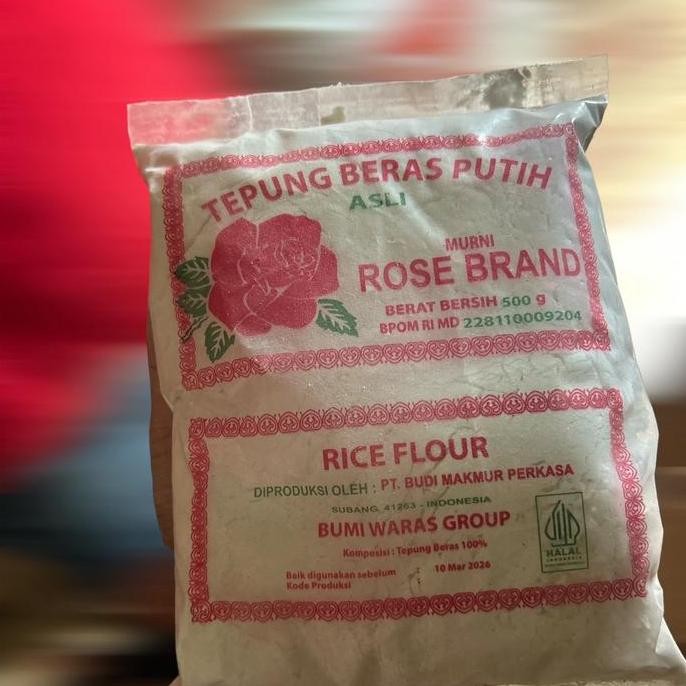 TEPUNG BERAS PUTIH
ASLI
MURNI
ROSE BRAND
BERAT BERSIH 500 g
BPOM RI MD 228110009204
RICE FLOUR
DIPRODUKSI OLEH : PT. BUDI MAKMUR PERKASA
SUBANG, 41263 - INDONESIA
BUMI WARAS GROUP
Komposisi : Tepung Beras 100%
Baik digunakan sebelum : 10 Mar 2026
Kode Produksi
HALAL
INDONESIA